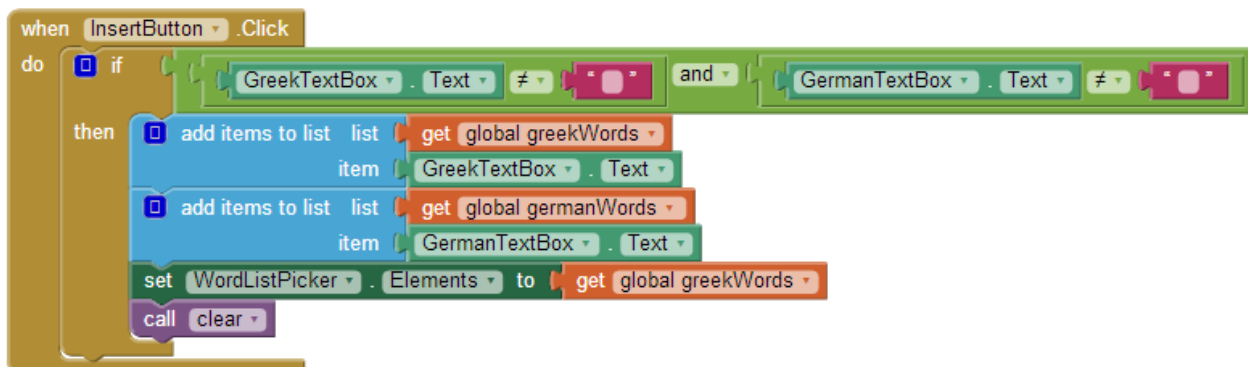 when InsertButton .Click
do if GreekTextBox . Text ≠ " " and GermanTextBox . Text ≠ " "
then add items to list list get global greekWords
item GreekTextBox . Text
add items to list list get global germanWords
item GermanTextBox . Text
set WordListPicker . Elements to get global greekWords
call clear